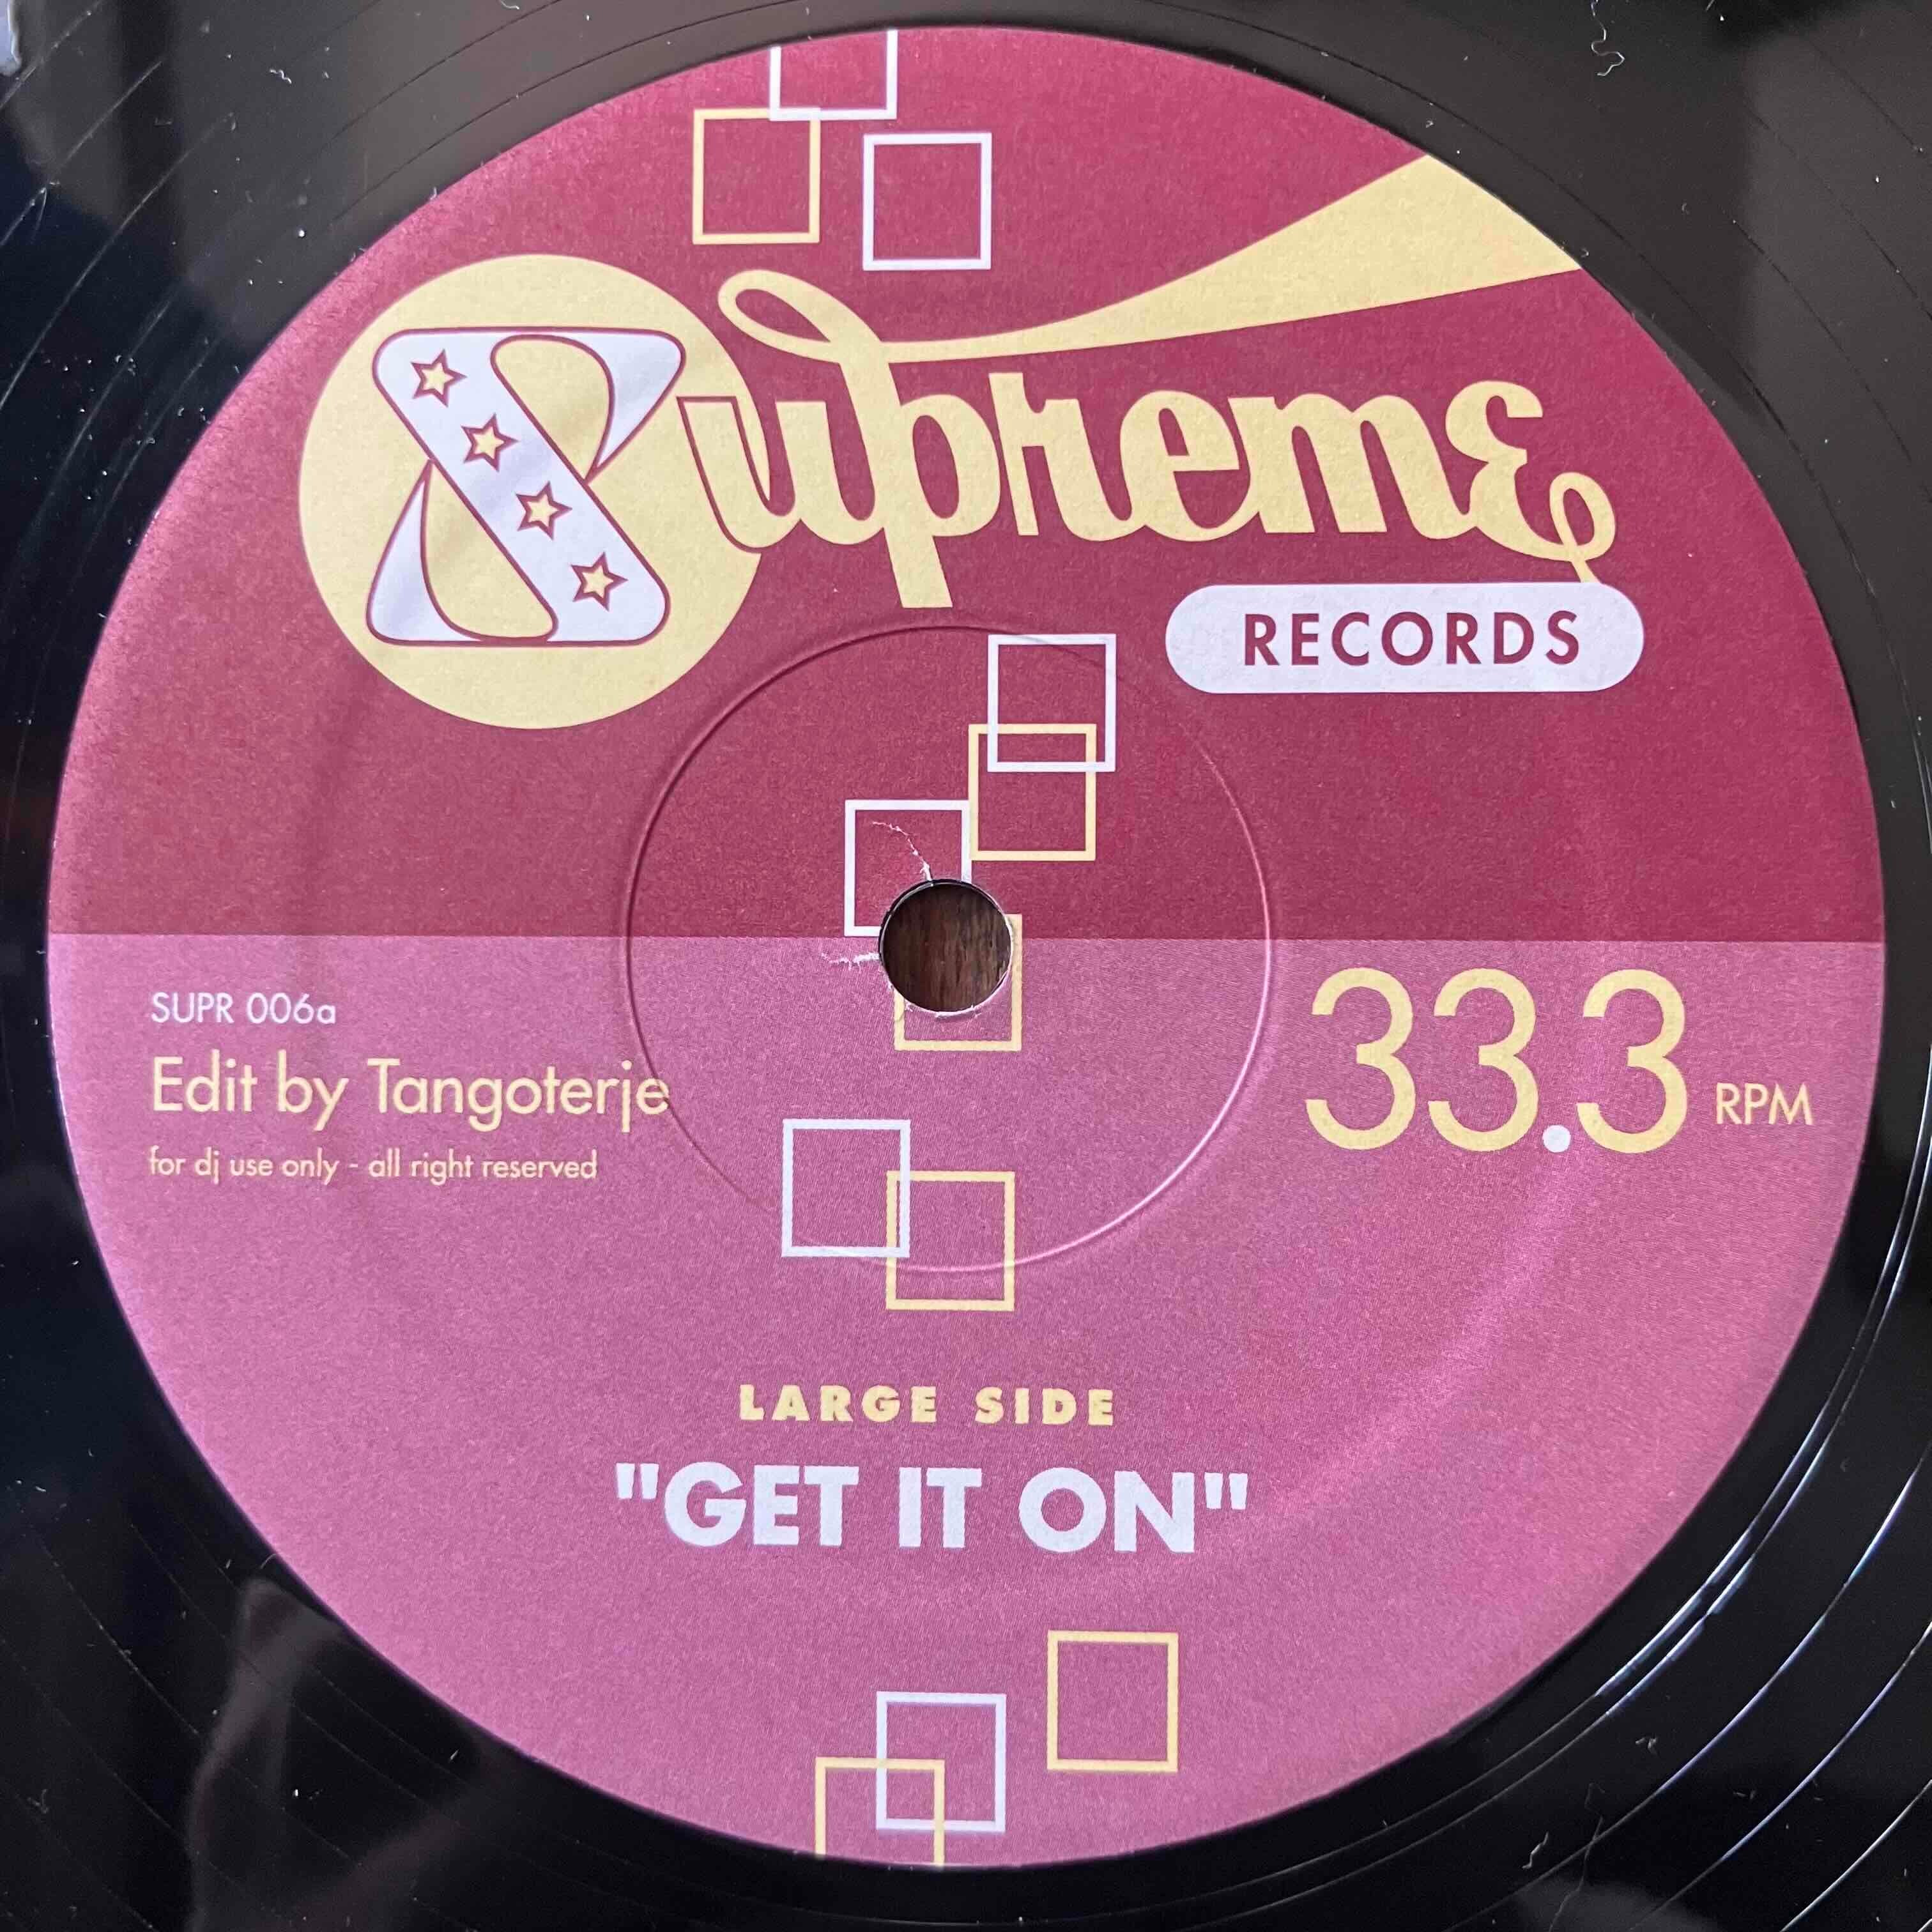 Supreme
RECORDS
SUPR 006a
Edit by Tangoterje
for dj use only - all right reserved
33.3 RPM
LARGE SIDE
"GET IT ON"